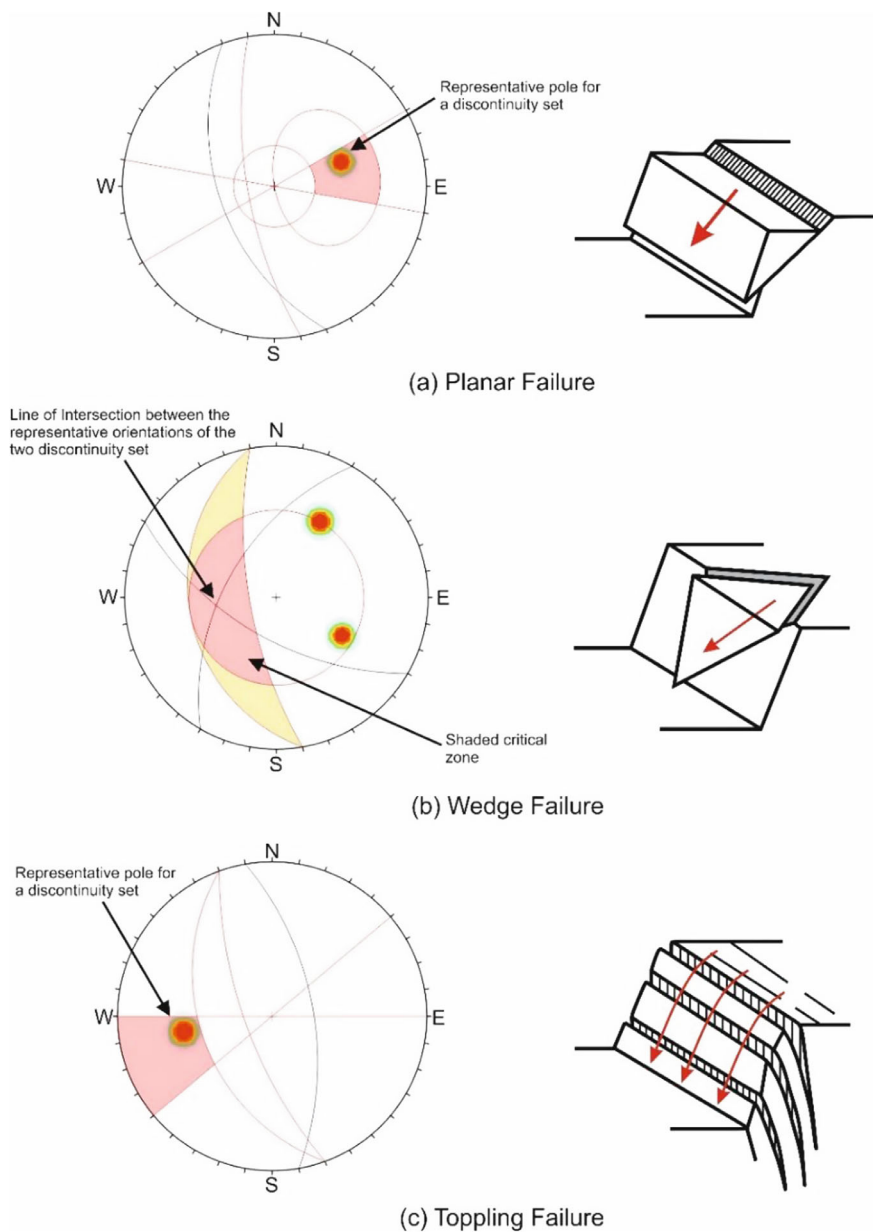 N
Representative pole for
a discontinuity set
W
E
S
(a) Planar Failure
Line of Intersection between the
representative orientations of the
two discontinuity set
N
W
E
S
Shaded critical
zone
(b) Wedge Failure
Representative pole for
a discontinuity set
N
W
E
S
(c) Toppling Failure